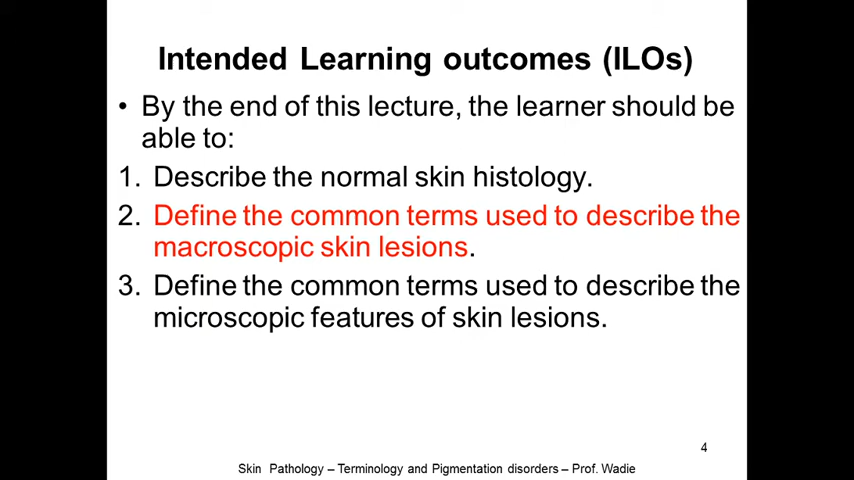 Intended Learning outcomes (ILOs)
• By the end of this lecture, the learner should be
able to:
1. Describe the normal skin histology.
2. Define the common terms used to describe the
macroscopic skin lesions.
3. Define the common terms used to describe the
microscopic features of skin lesions.
4
Skin Pathology – Terminology and Pigmentation disorders – Prof. Wadie